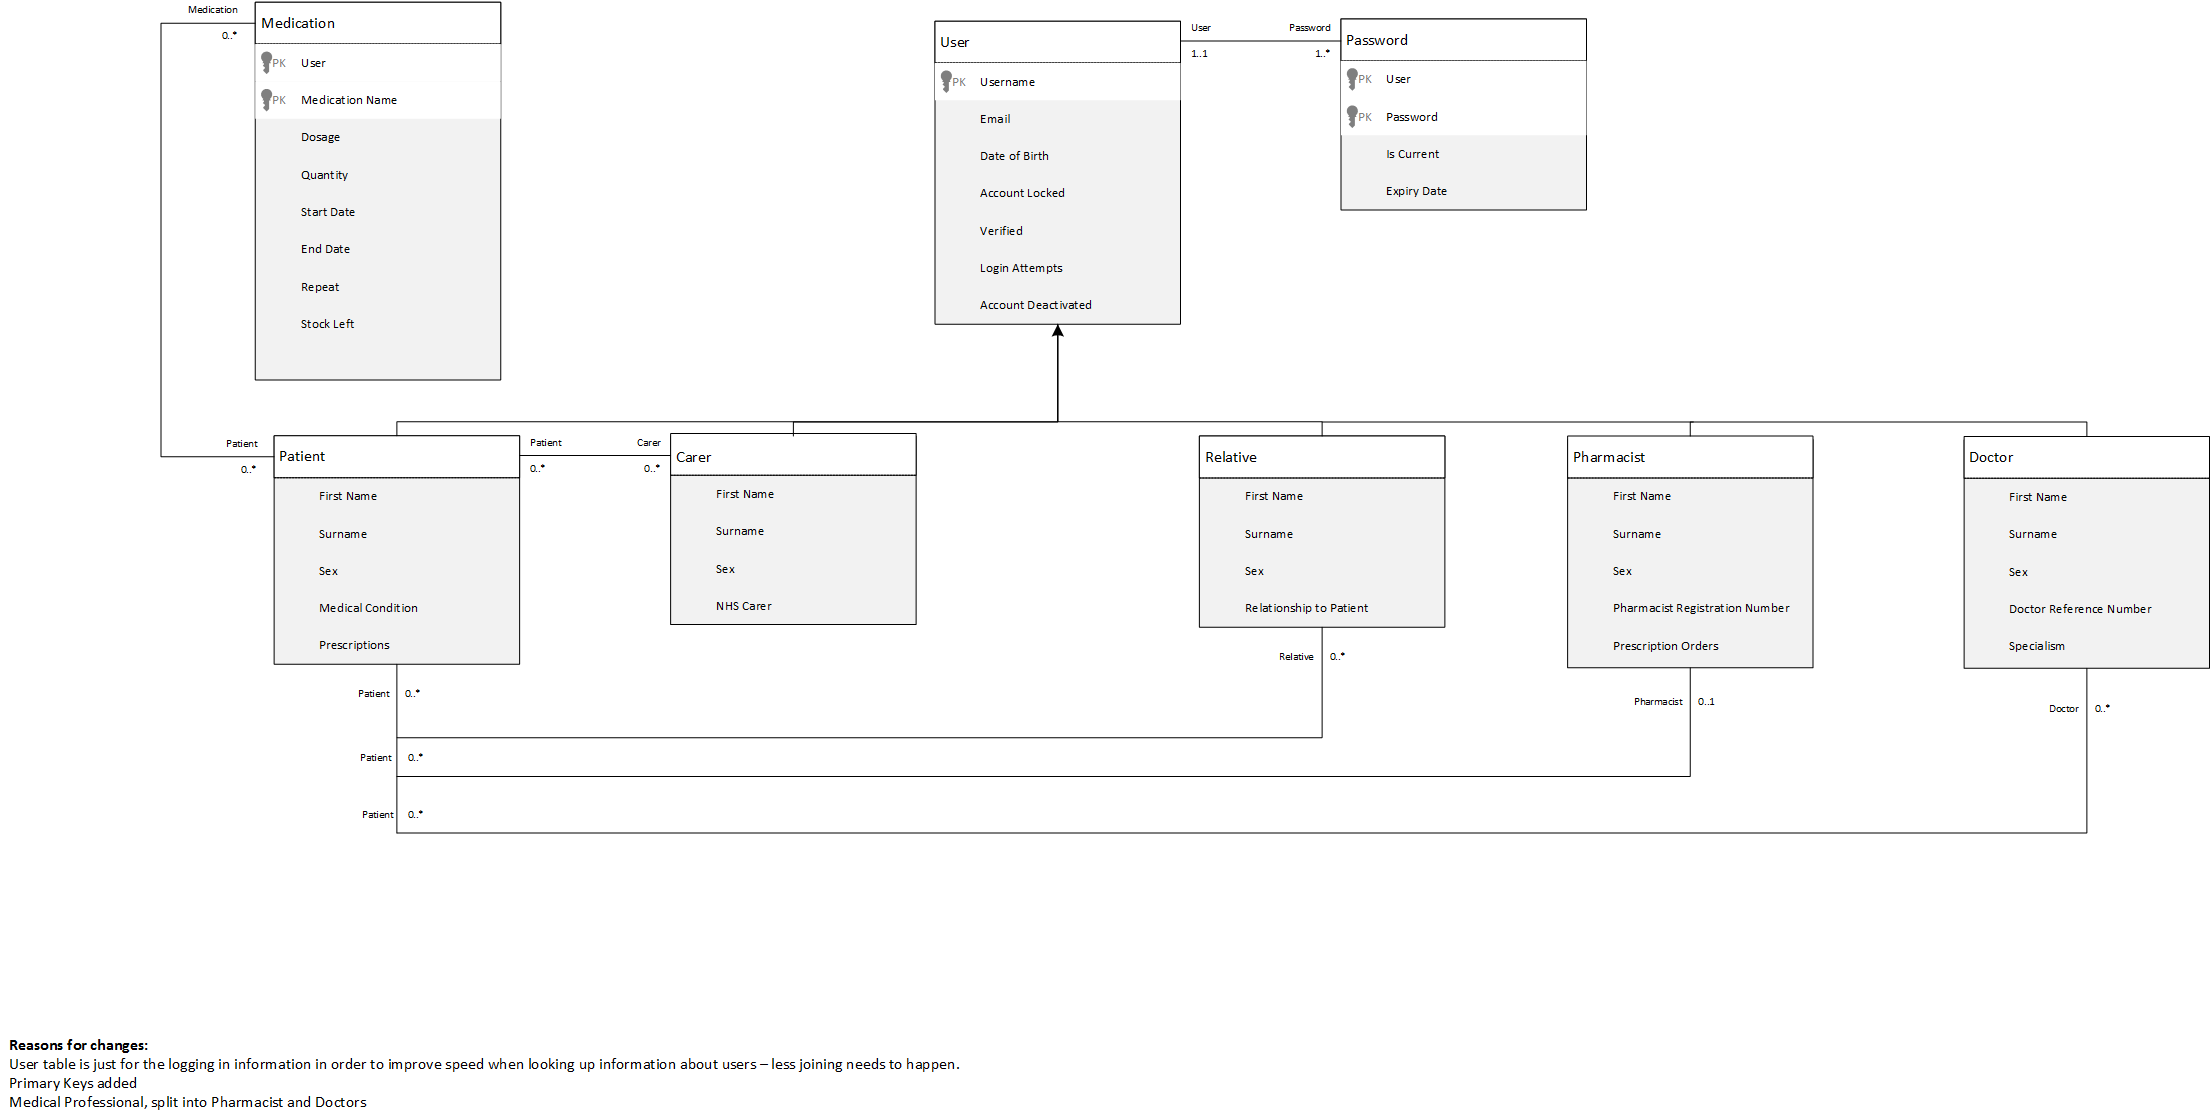 Medication
0..*
Medication
PK User
PK Medication Name
Dosage
Quantity
Start Date
End Date
Repeat
Stock Left
User
PK Username
Email
Date of Birth
Account Locked
Verified
Login Attempts
Account Deactivated
User
1..1
Password
1..*
Password
PK User
PK Password
Is Current
Expiry Date
Patient
0..*
Patient
First Name
Surname
Sex
Medical Condition
Prescriptions
Patient
0..*
Carer
0..*
Carer
First Name
Surname
Sex
NHS Carer
Relative
First Name
Surname
Sex
Relationship to Patient
Pharmacist
First Name
Surname
Sex
Pharmacist Registration Number
Prescription Orders
Doctor
First Name
Surname
Sex
Doctor Reference Number
Specialism
Relative 0..*
Patient 0..*
Pharmacist 0..1
Doctor 0..*
Patient 0..*
Patient 0..*
Reasons for changes:
User table is just for the logging in information in order to improve speed when looking up information about users – less joining needs to happen.
Primary Keys added
Medical Professional, split into Pharmacist and Doctors